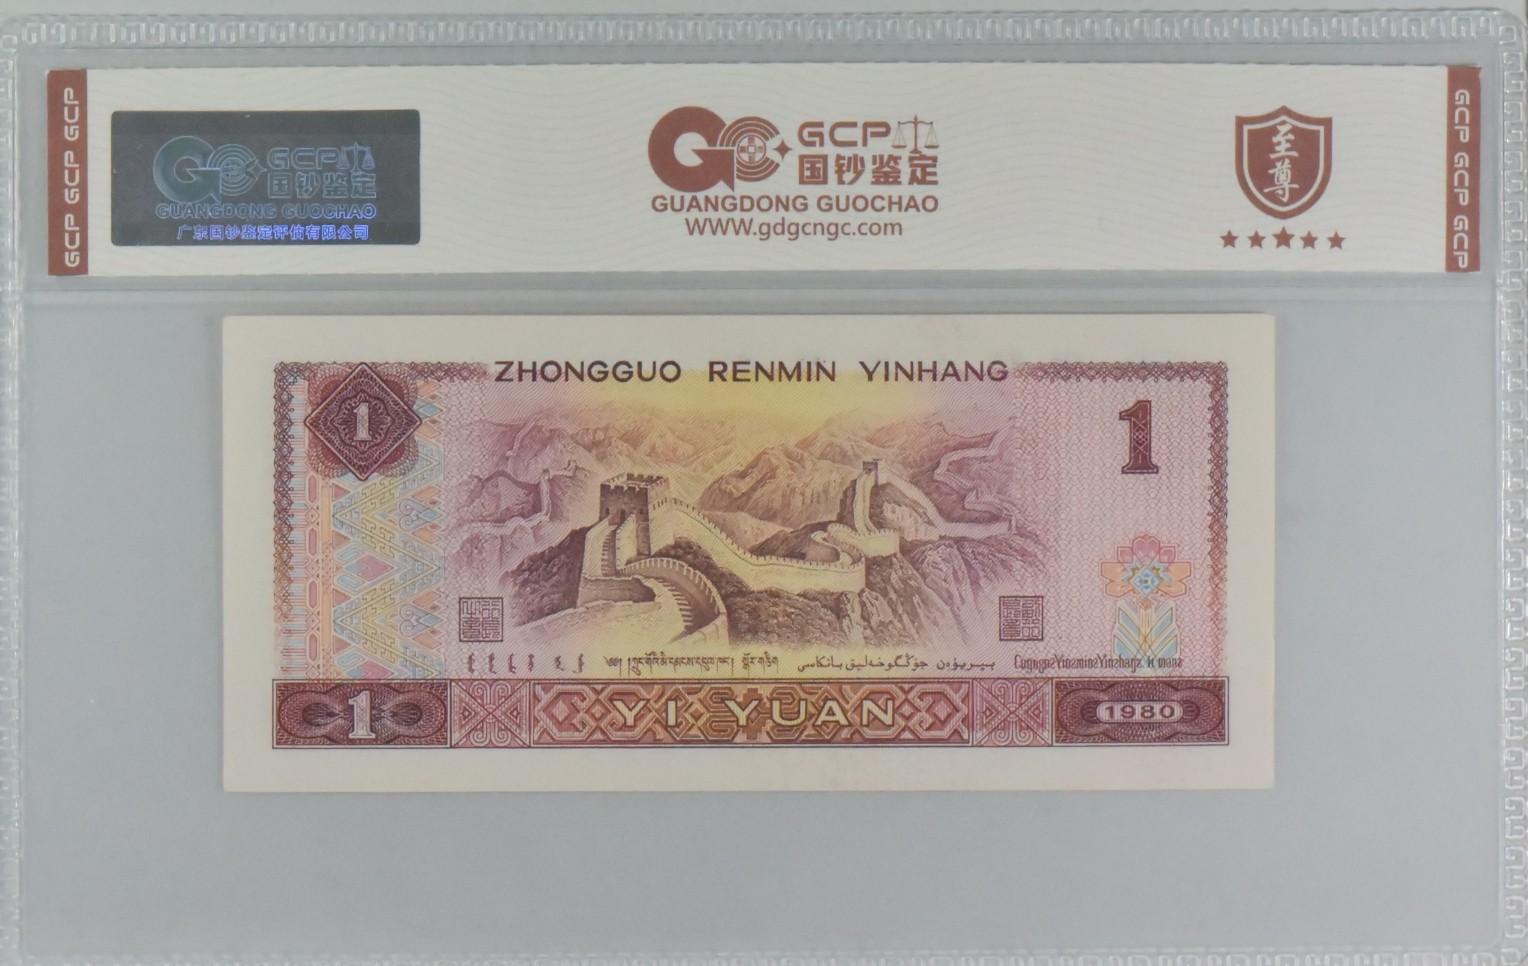 GCP GCP GCP
GCP 国钞鉴定
GUANGDONG GUOCHAO
广东国钞鉴定评估有限公司
GCP
国钞鉴定
GUANGDONG GUOCHAO
WWW.gdgcngc.com
至尊
GCP GCP GCP GCP
ZHONGGUO RENMIN YINHANG
1
1
1
YI YUAN
1980